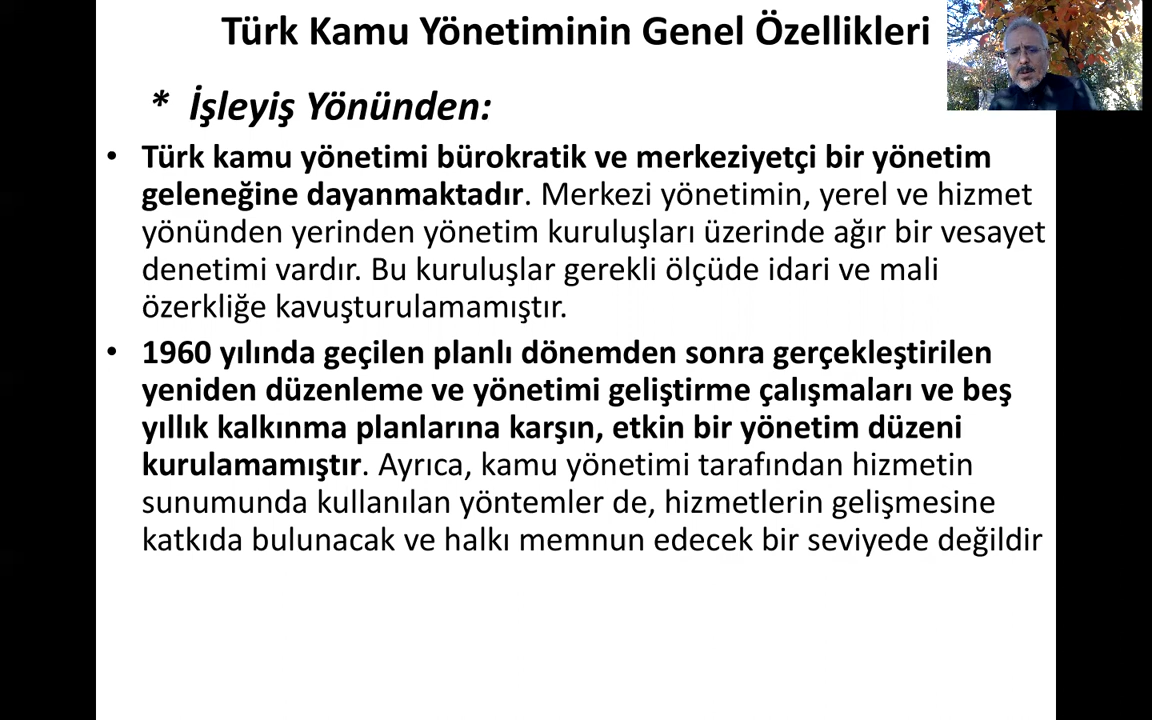 Türk Kamu Yönetiminin Genel Özellikleri
* İşleyiş Yönünden:
• Türk kamu yönetimi bürokratik ve merkeziyetçi bir yönetim
geleneğine dayanmaktadır. Merkezi yönetimin, yerel ve hizmet
yönünden yerinden yönetim kuruluşları üzerinde ağır bir vesayet
denetimi vardır. Bu kuruluşlar gerekli ölçüde idari ve mali
özerkliğe kavuşturulamamıştır.
• 1960 yılında geçilen planlı dönemden sonra gerçekleştirilen
yeniden düzenleme ve yönetimi geliştirme çalışmaları ve beş
yıllık kalkınma planlarına karşın, etkin bir yönetim düzeni
kurulamamıştır. Ayrıca, kamu yönetimi tarafından hizmetin
sunumunda kullanılan yöntemler de, hizmetlerin gelişmesine
katkıda bulunacak ve halkı memnun edecek bir seviyede değildir